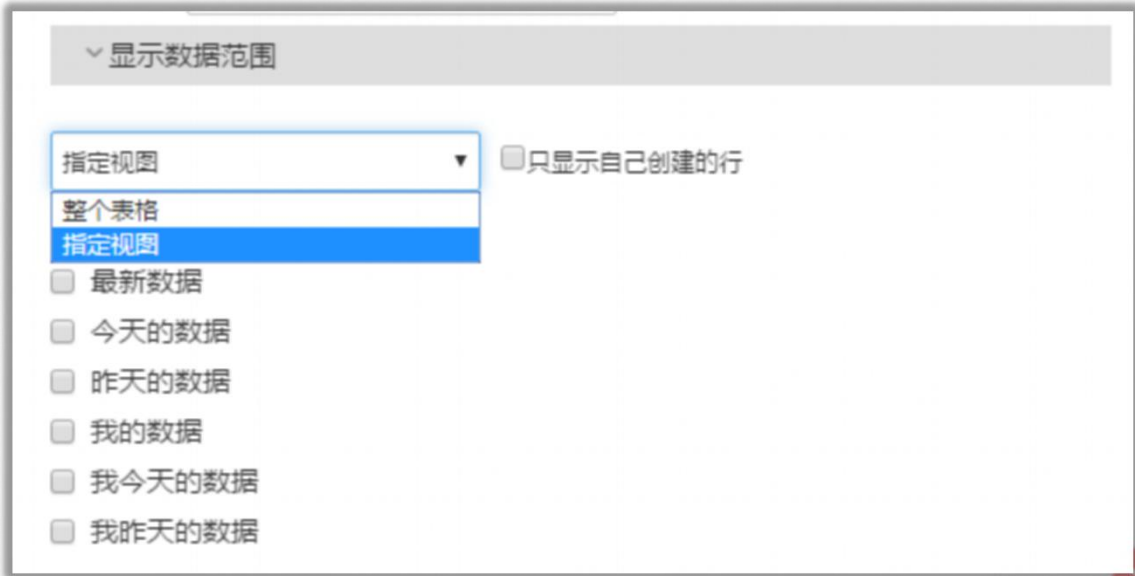 显示数据范围
指定视图 只显示自己创建的行
整个表格
指定视图
最新数据
今天的数据
昨天的数据
我的数据
我今天的数据
我昨天的数据